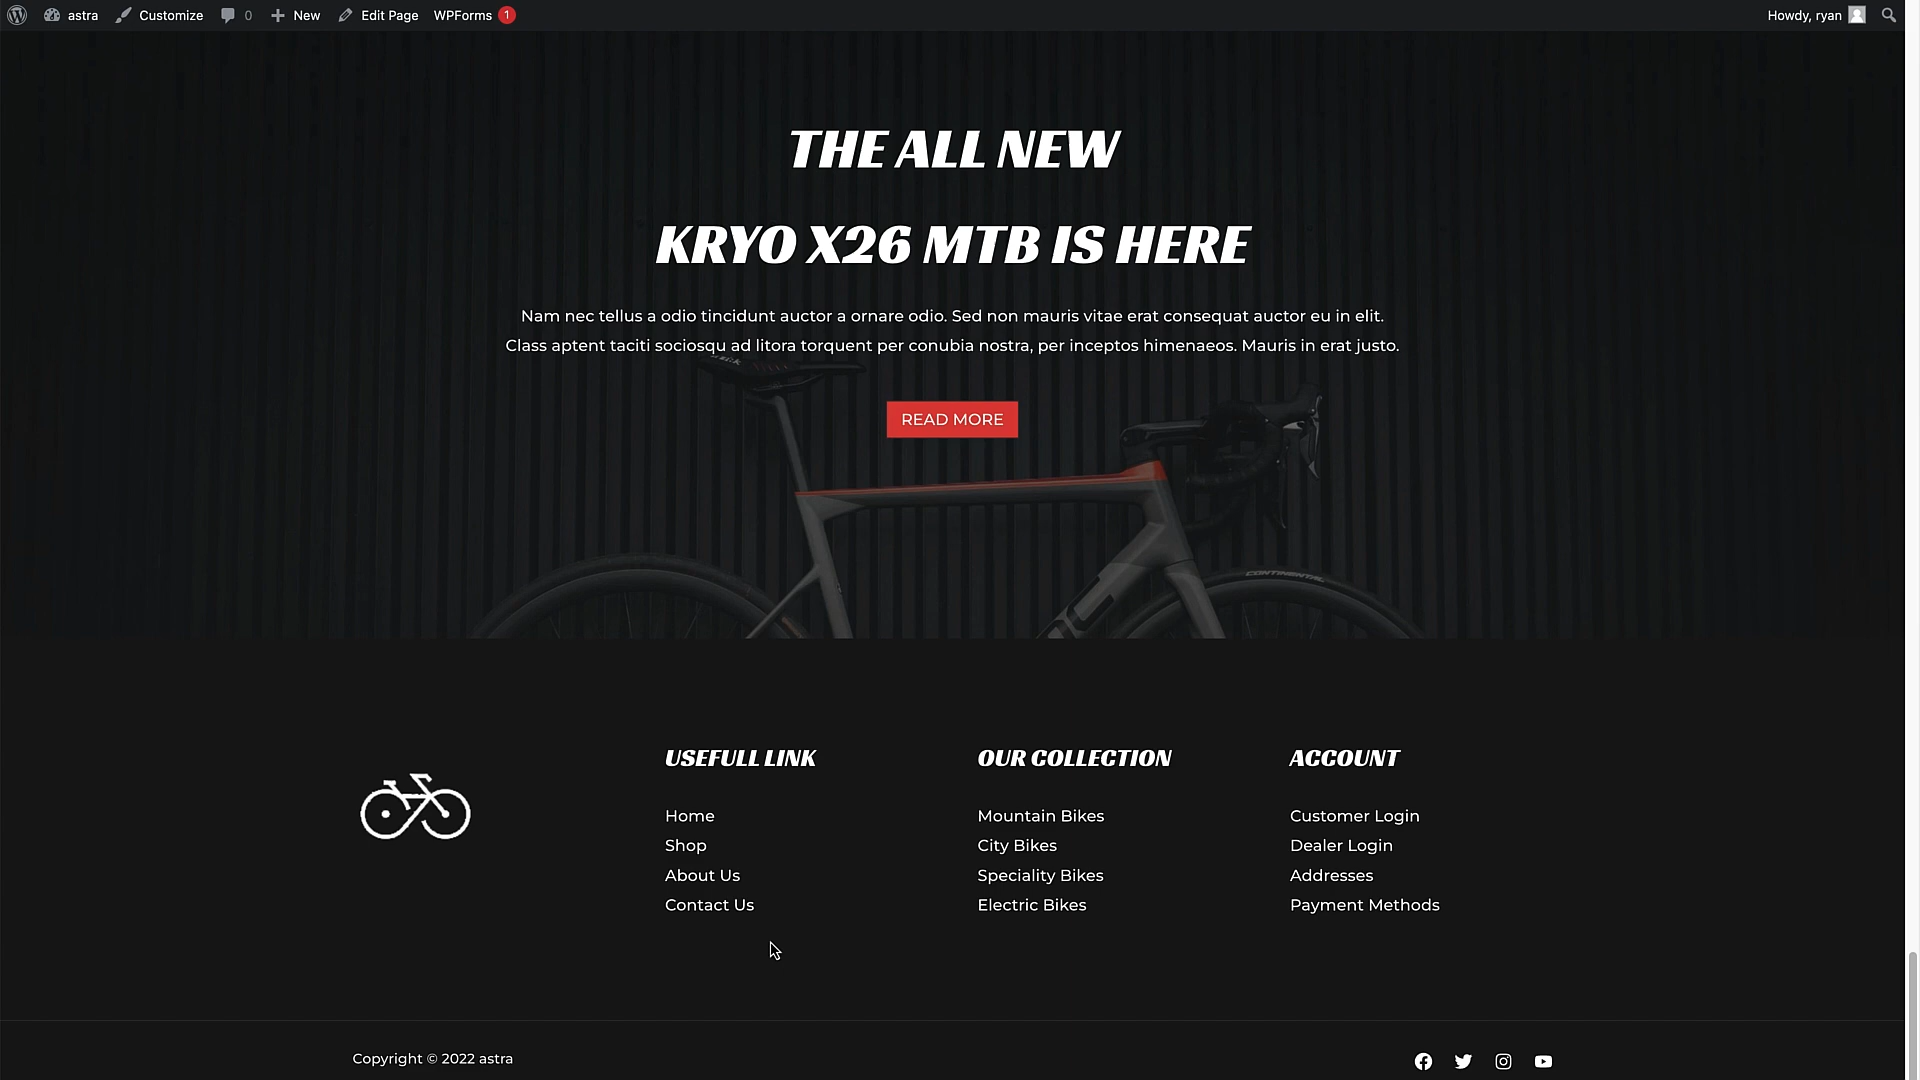 astra Customize 0 New Edit Page WPForms 1 Howdy, ryan
THE ALL NEW
KRYO X26 MTB IS HERE
Nam nec tellus a odio tincidunt auctor a ornare odio. Sed non mauris vitae erat consequat auctor eu in elit.
Class aptent taciti sociosqu ad litora torquent per conubia nostra, per inceptos himenaeos. Mauris in erat justo.
READ MORE
CONTINENTAL
USEFULL LINK
Home
Shop
About Us
Contact Us
OUR COLLECTION
Mountain Bikes
City Bikes
Speciality Bikes
Electric Bikes
ACCOUNT
Customer Login
Dealer Login
Addresses
Payment Methods
Copyright © 2022 astra